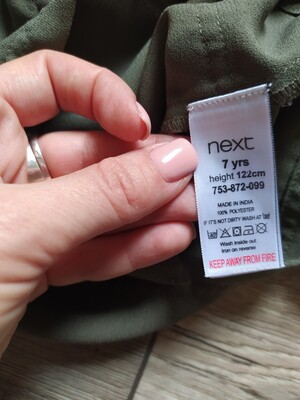 next
7 yrs
height 122cm
753-872-099
MADE IN INDIA
100% POLYESTER
IF IT'S NOT DIRTY WASH AT
Wash inside out
Iron on reverse
KEEP AWAY FROM FIRE